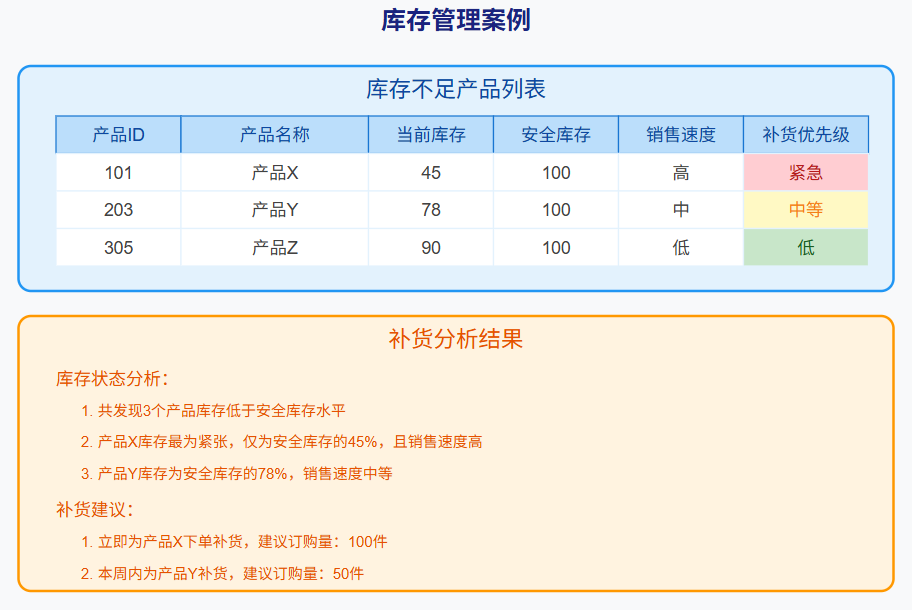 库存管理案例
库存不足产品列表
产品ID 产品名称 当前库存 安全库存 销售速度 补货优先级
101 产品X 45 100 高 紧急
203 产品Y 78 100 中 中等
305 产品Z 90 100 低 低
补货分析结果
库存状态分析：
1. 共发现3个产品库存低于安全库存水平
2. 产品X库存最为紧张，仅为安全库存的45%，且销售速度高
3. 产品Y库存为安全库存的78%，销售速度中等
补货建议：
1. 立即为产品X下单补货，建议订购量：100件
2. 本周内为产品Y补货，建议订购量：50件